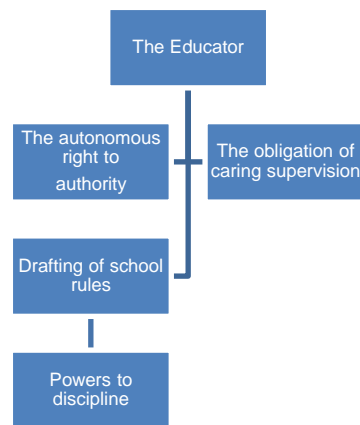 The Educator
The autonomous
right to
authority
The obligation of
caring supervision
Drafting of school
rules
Powers to
discipline